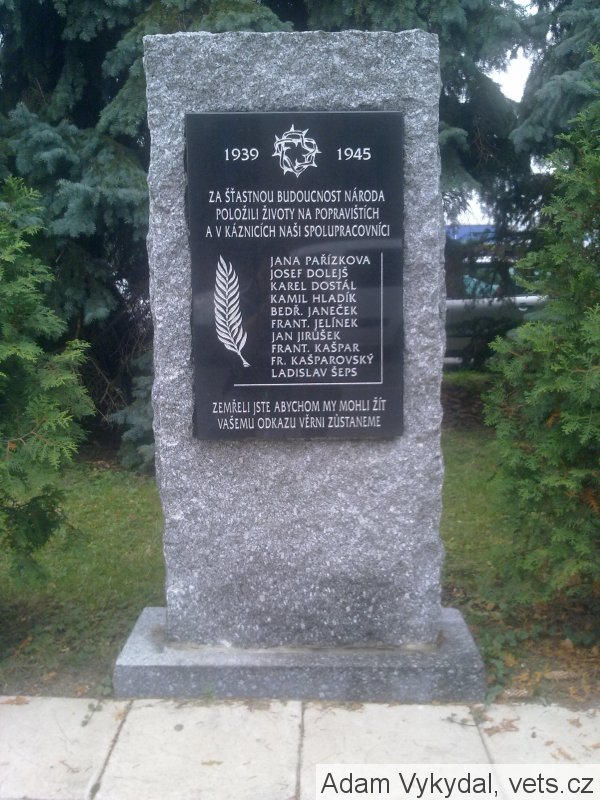 1939 1945
ZA ŠŤASTNOU BUDOUCNOST NÁRODA
POLOŽILI ŽIVOTY NA POPRAVIŠTÍCH
A V KÁZNICÍCH NAŠI SPOLUPRACOVNÍCI
JANA PAŘÍZKOVA
JOSEF DOLEJŠ
KAREL DOSTÁL
KAMIL HLADÍK
BEDŘ. JANEČEK
FRANT. JELÍNEK
JAN JIRŮŠEK
FRANT. KAŠPAR
FR. KAŠPAROVSKÝ
LADISLAV ŠEPS
ZEMŘELI JSTE ABYCHOM MY MOHLI ŽÍT
VAŠEMU ODKAZU VĚRNI ZŮSTANEME
Adam Vykydal, vets.cz